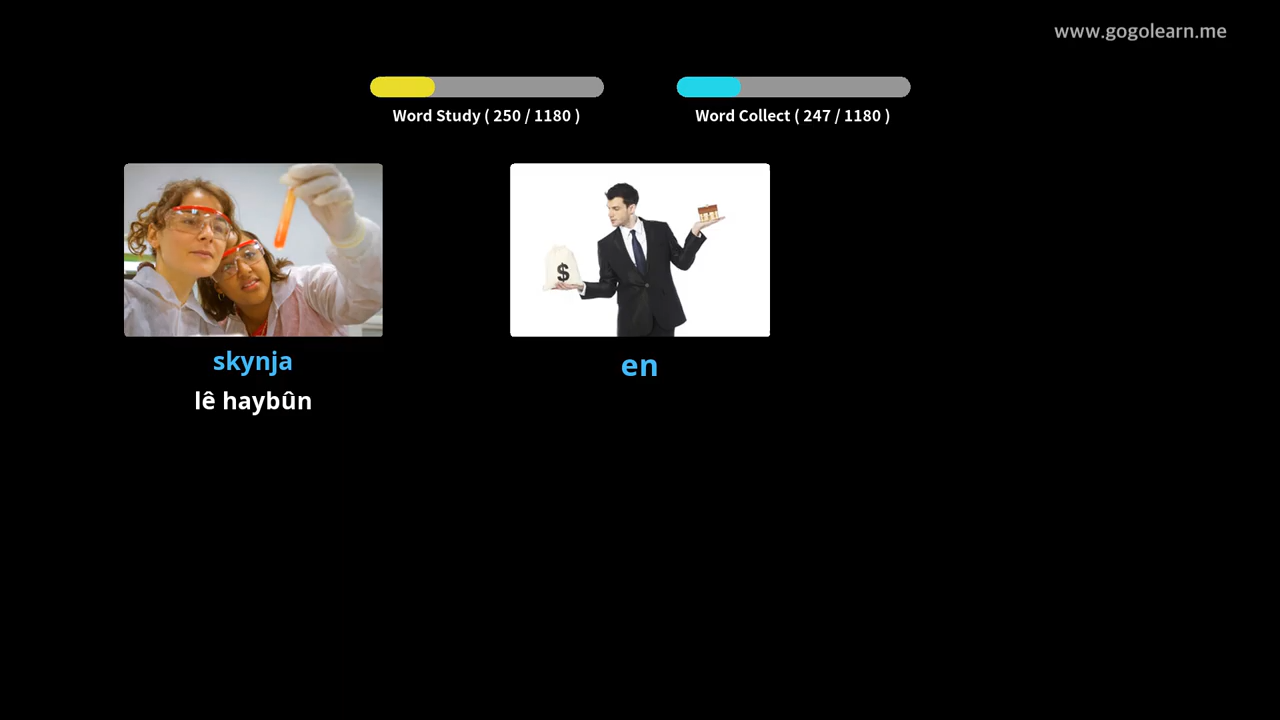 www.gogolearn.me
Word Study ( 250 / 1180 )
Word Collect ( 247 / 1180 )
$
skynja
en
lê haybûn